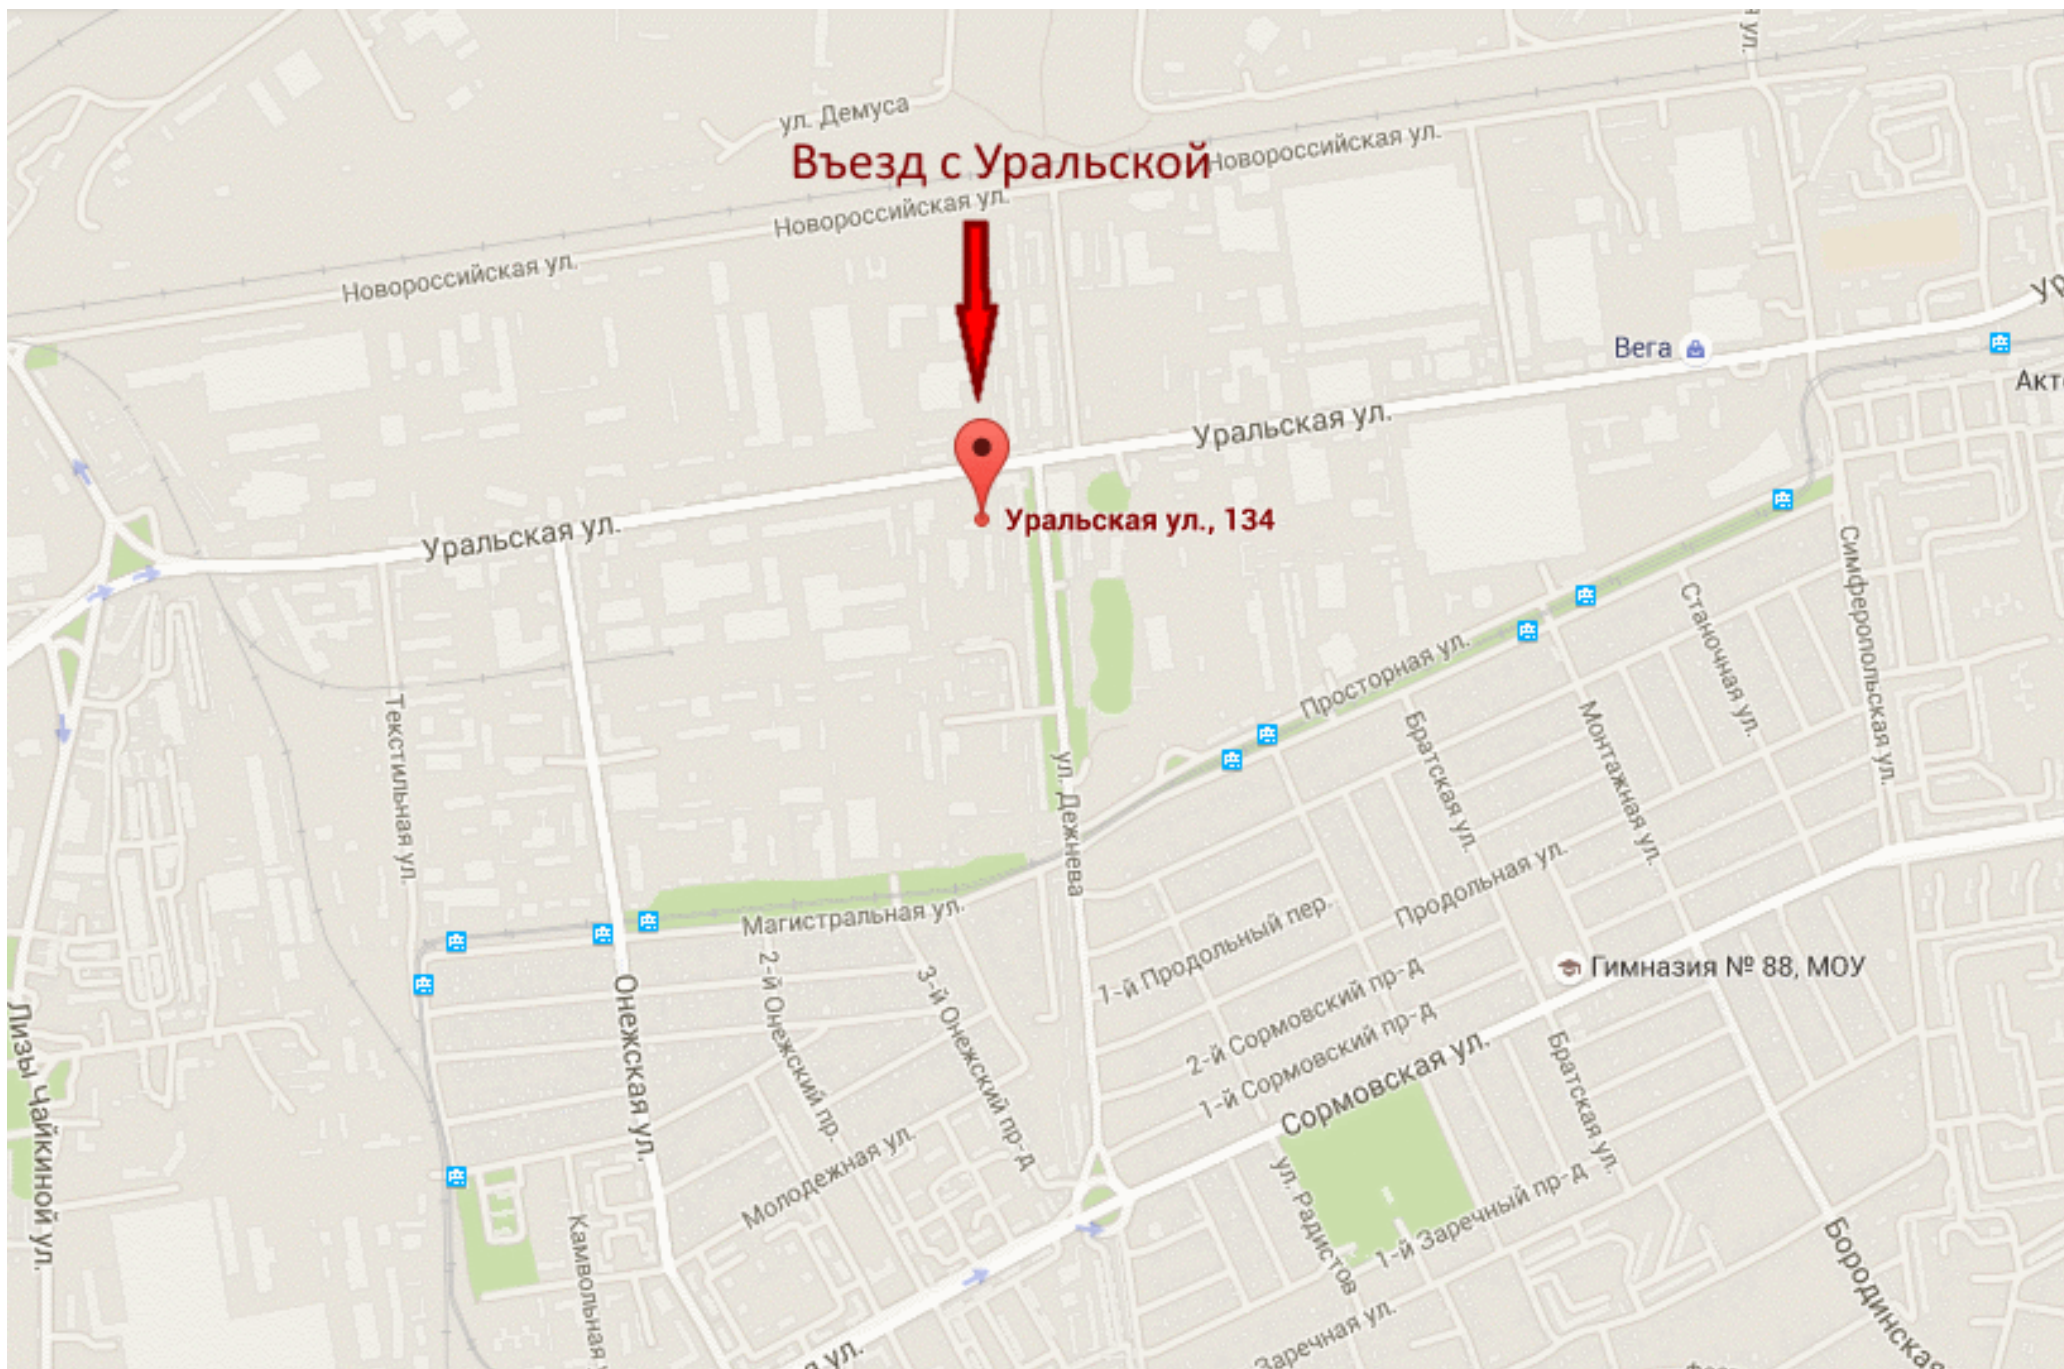 ул.
ул. Демуса
Новороссийская ул.
Въезд с Уральской
Новороссийская ул.
Новороссийская ул.
Ур
Вега
Акт
Уральская ул.
Уральская ул., 134
Уральская ул.
Симферопольская ул.
Станочная ул.
Просторная ул.
Текстильная ул.
Братская ул.
Монтажная ул.
ул. Дежнева
Продольная ул.
Магистральная ул.
1-й Продольный пер.
2-й Онежский пр.
3-й Онежский пр-д
Гимназия № 88, МОУ
2-й Сормовский пр-д
Онежская ул.
Лизы Чайкиной ул.
1-й Сормовский пр-д
Сормовская ул.
Братская ул.
Молодежная ул.
ул. Радистов
1-й Заречный пр-д
Камвольная
Бородинская
Заречная ул.
ул.